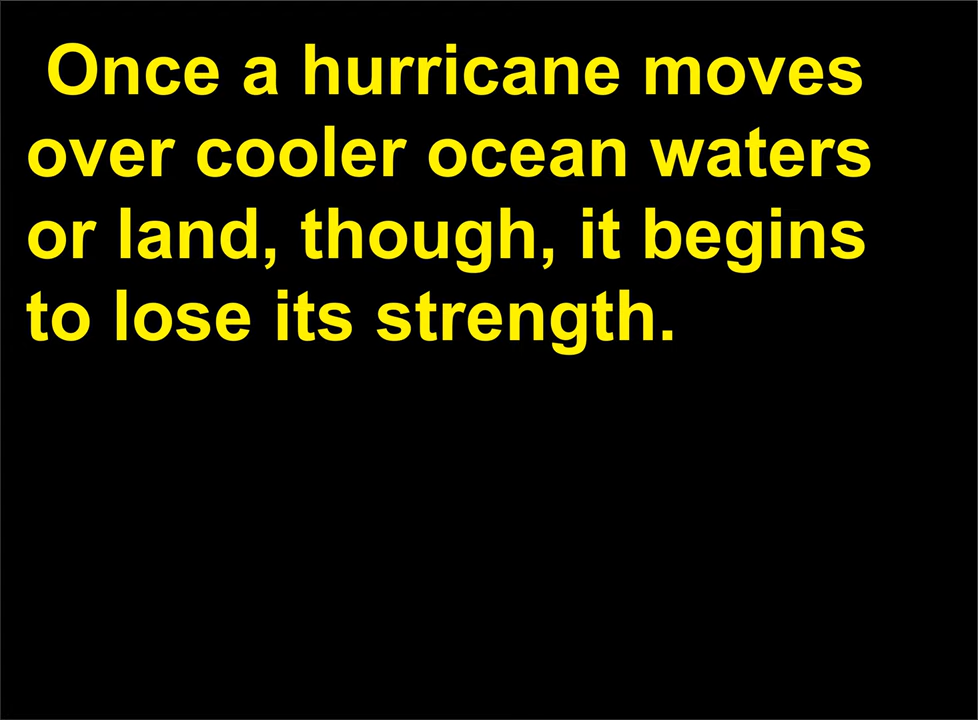 Once a hurricane moves
over cooler ocean waters
or land, though, it begins
to lose its strength.